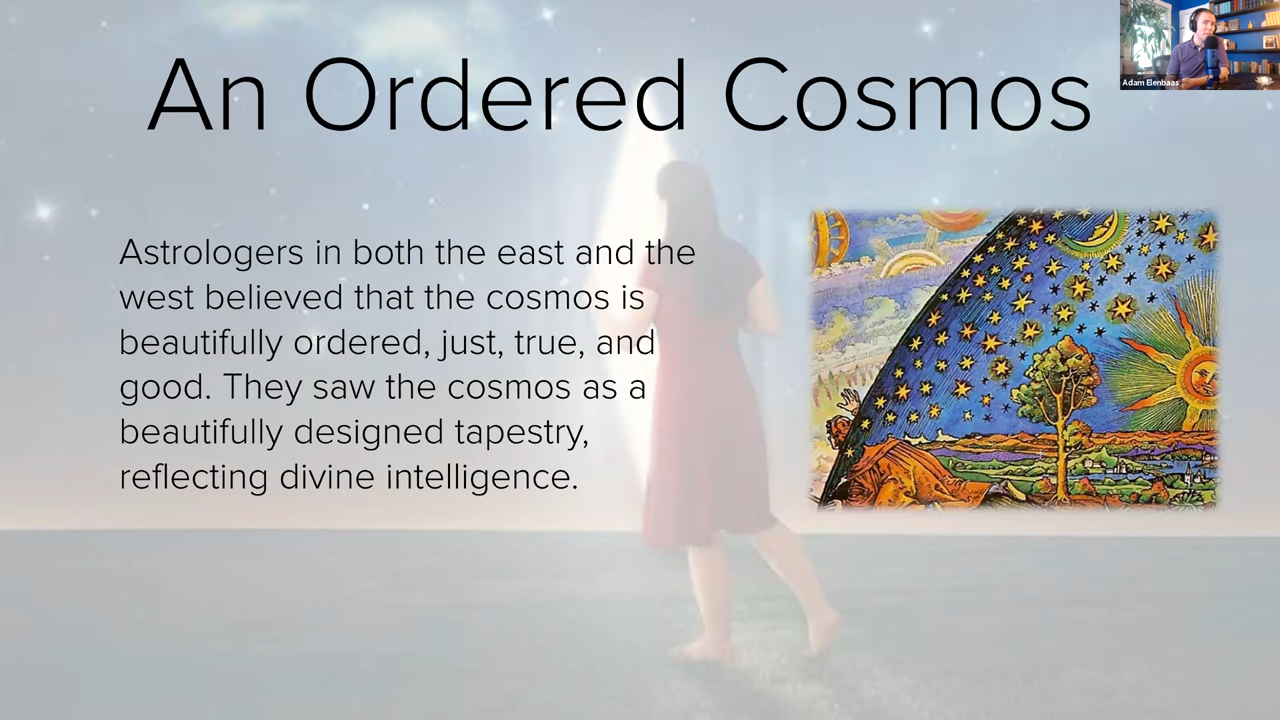 An Ordered Cosmos
Adam Elenbaas
Astrologers in both the east and the
west believed that the cosmos is
beautifully ordered, just, true, and
good. They saw the cosmos as a
beautifully designed tapestry,
reflecting divine intelligence.